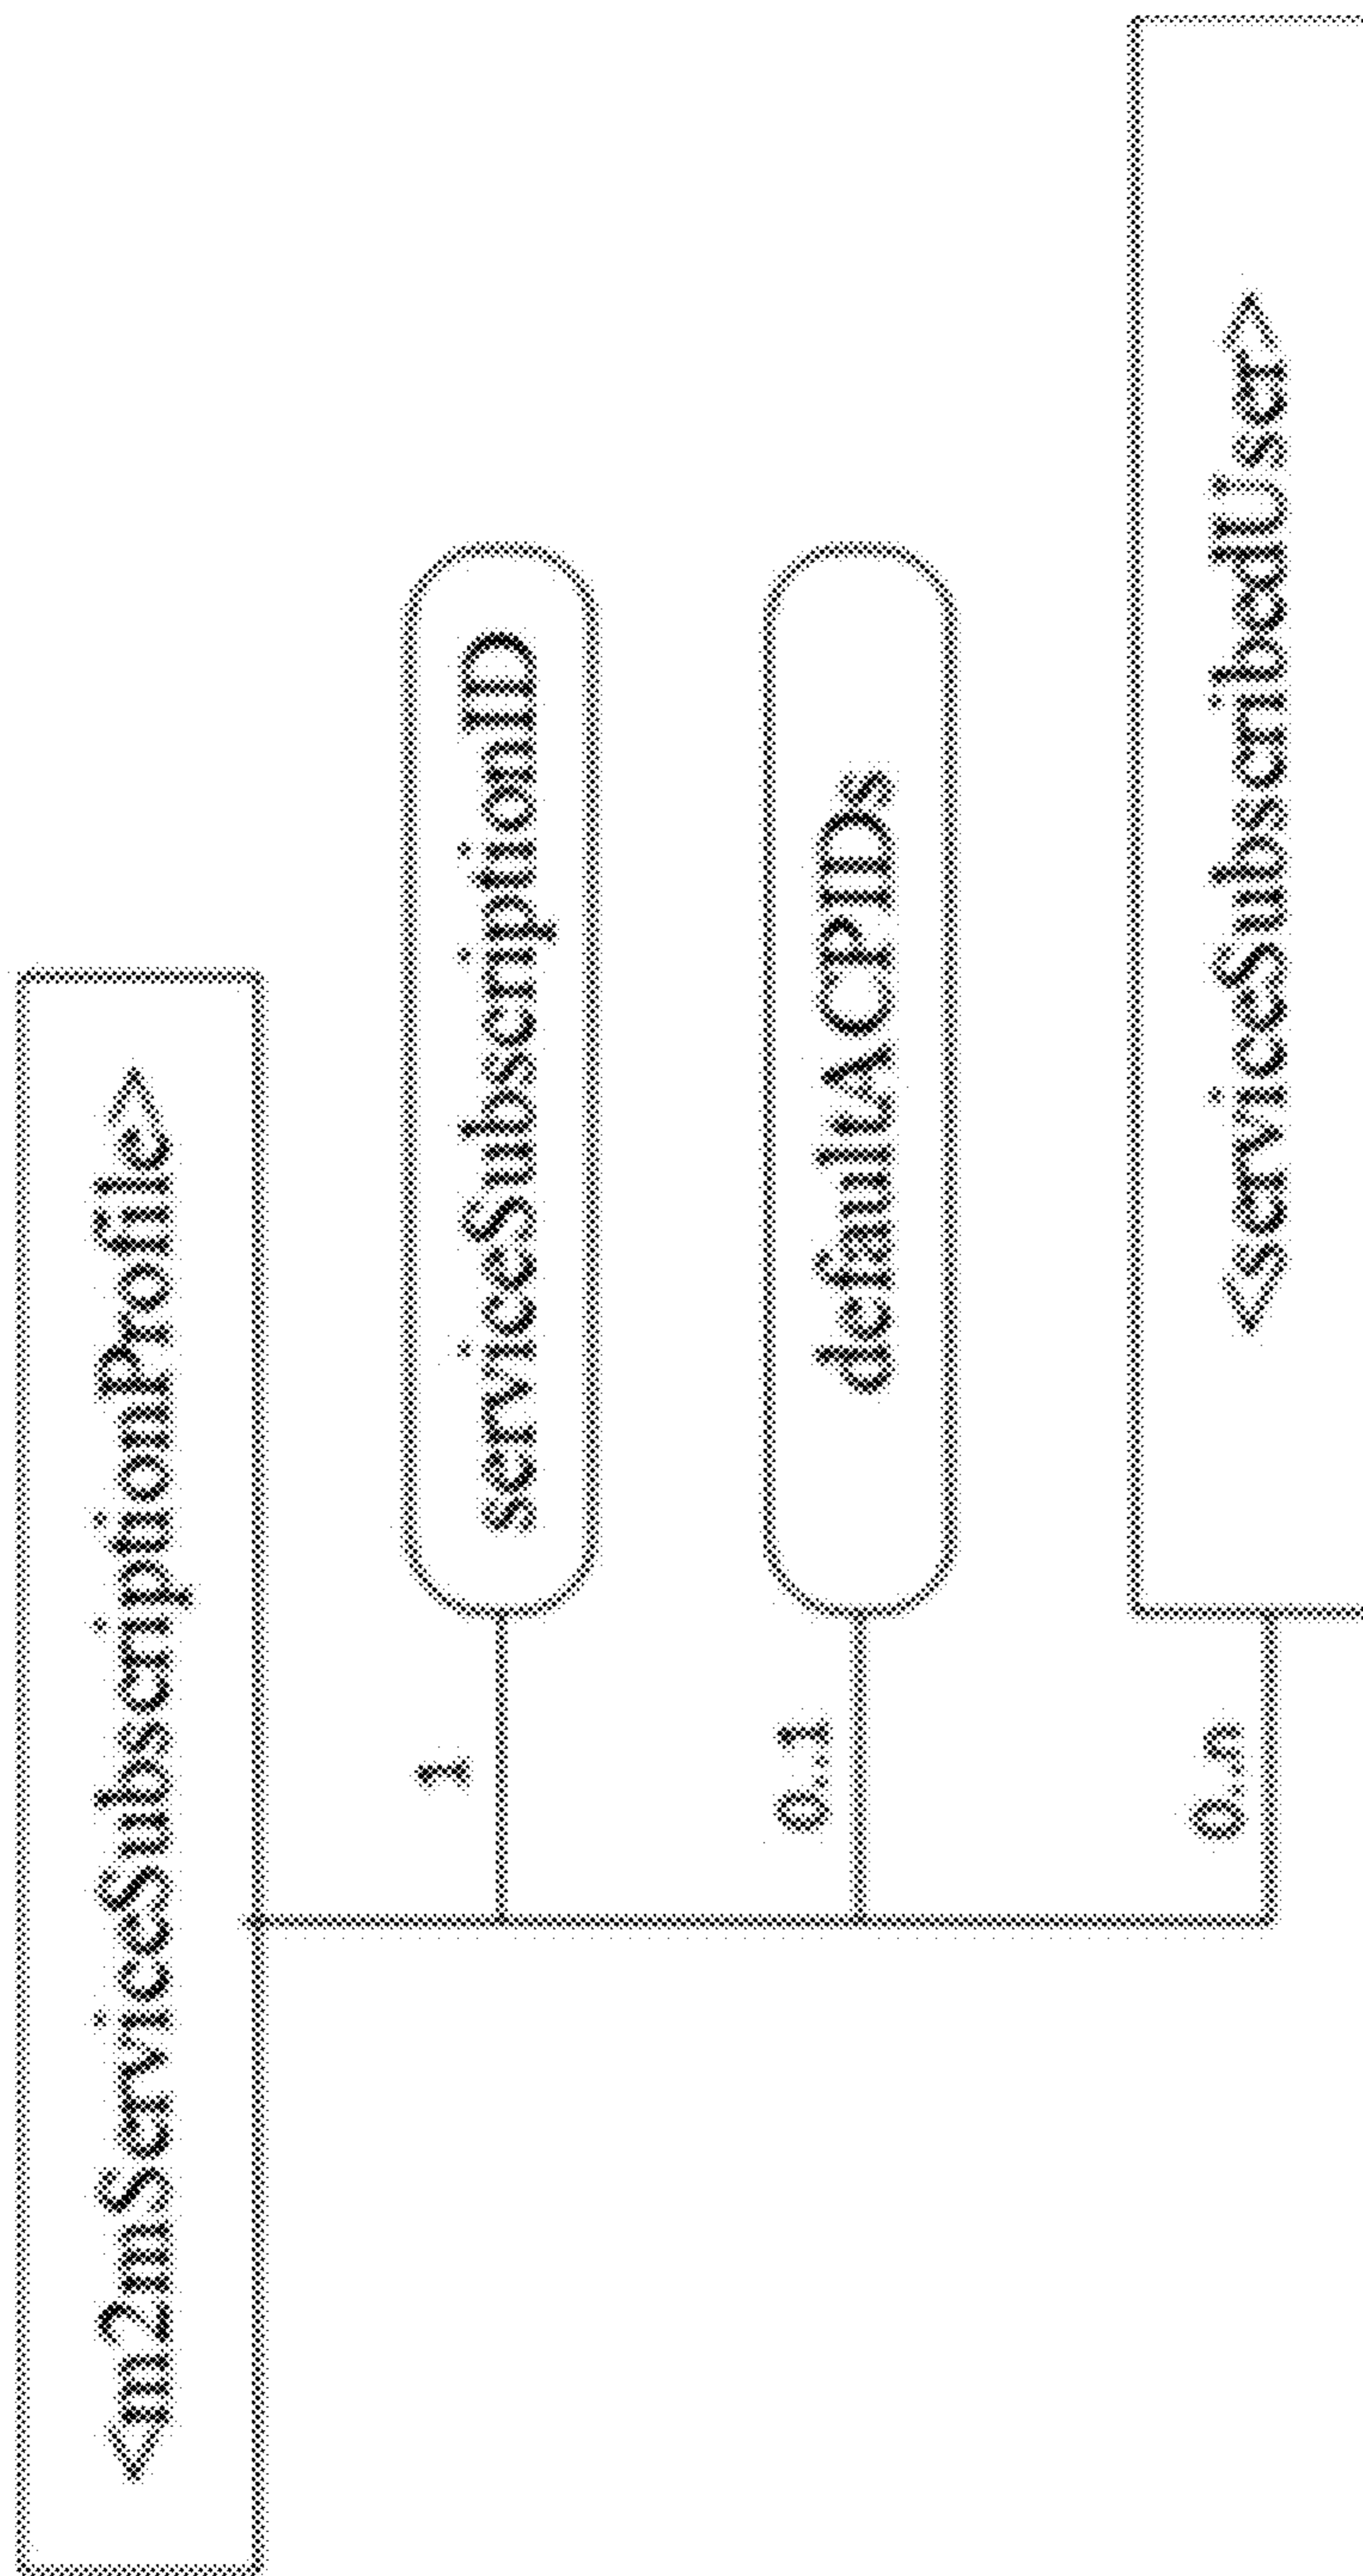 <m2mServiceSubscriptionProfile>
1
serviceSubscriptionID
0..1
defaultACPIDs
0..n
<serviceSubscribedUser>